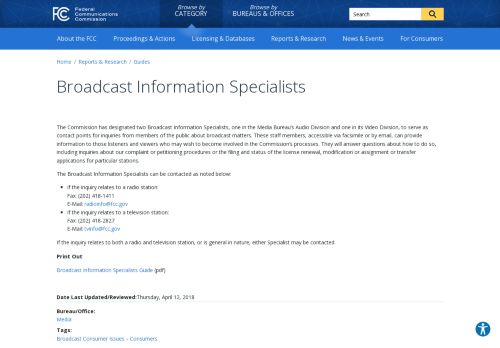 FCC Federal Communications Commission
Browse by CATEGORY
Browse by BUREAUS & OFFICES
Search
About the FCC
Proceedings & Actions
Licensing & Databases
Reports & Research
News & Events
For Consumers
Home / Reports & Research / Guides
Broadcast Information Specialists
The Commission has designated two Broadcast Information Specialists, one in the Media Bureau's Audio Division and one in its Video Division, to serve as
contact points for inquiries from members of the public about broadcast matters. These staff members, accessible via facsimile or by email, can provide
information to those listeners and viewers who may wish to become involved in the Commission's processes. They will answer questions about how to do so,
including inquiries about our complaint or petitioning procedures or the filing and status of the license renewal, modification or assignment or transfer
applications for particular stations.
The Broadcast Information Specialists can be contacted as noted below:
• if the inquiry relates to a radio station:
Fax: (202) 418-1411
E-Mail: radioinfo@fcc.gov
• if the inquiry relates to a television station:
Fax: (202) 418-2827
E-Mail: tvinfo@fcc.gov
If the inquiry relates to both a radio and television station, or is general in nature, either Specialist may be contacted.
Print Out
Broadcast Information Specialists Guide (pdf)
Date Last Updated/Reviewed:Thursday, April 12, 2018
Bureau/Office:
Media
Tags:
Broadcast Consumer Issues - Consumers